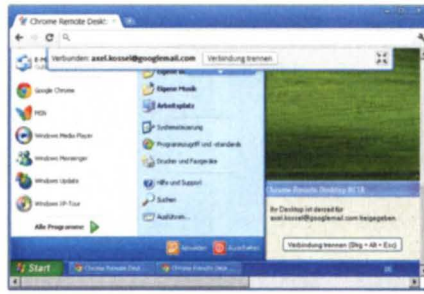 Chrome Remote Deskt
Verbunden: axel.kossel@googlemail.com Verbindung trennen
Google Chrome
MSN
Windows Media Player
Windows Messenger
Windows Update
Windows XP-Tour
Alle Programme
Eigene Musik
Arbeitsplatz
Systemsteuerung
Programmzugriff und -standards
Drucker und Faxgeräte
Hilfe und Support
Suchen
Ausführen...
Abmelden Ausschalten
Chrome Remote Desktop BETA
Ihr Desktop ist derzeit für
axel.kossel@googlemail.com freigegeben.
Verbindung trennen (Strg + Alt + Esc)
Start Chrome Remote Desk... Chrome Remote Desk...